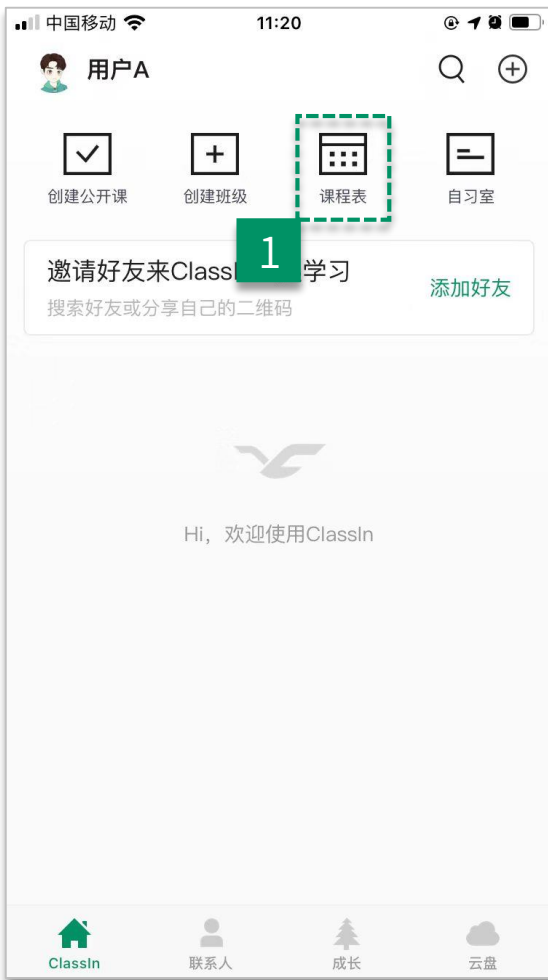 中国移动 11:20
用户A
创建公开课 创建班级 课程表 自习室
1
邀请好友来Class 学习
添加好友
搜索好友或分享自己的二维码
Hi，欢迎使用ClassIn
ClassIn 联系人 成长 云盘